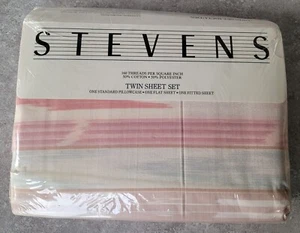 STEVENS
180 THREADS PER SQUARE INCH
50% COTTON • 50% POLYESTER
TWIN SHEET SET
ONE STANDARD PILLOWCASE • ONE FLAT SHEET • ONE FITTED SHEET